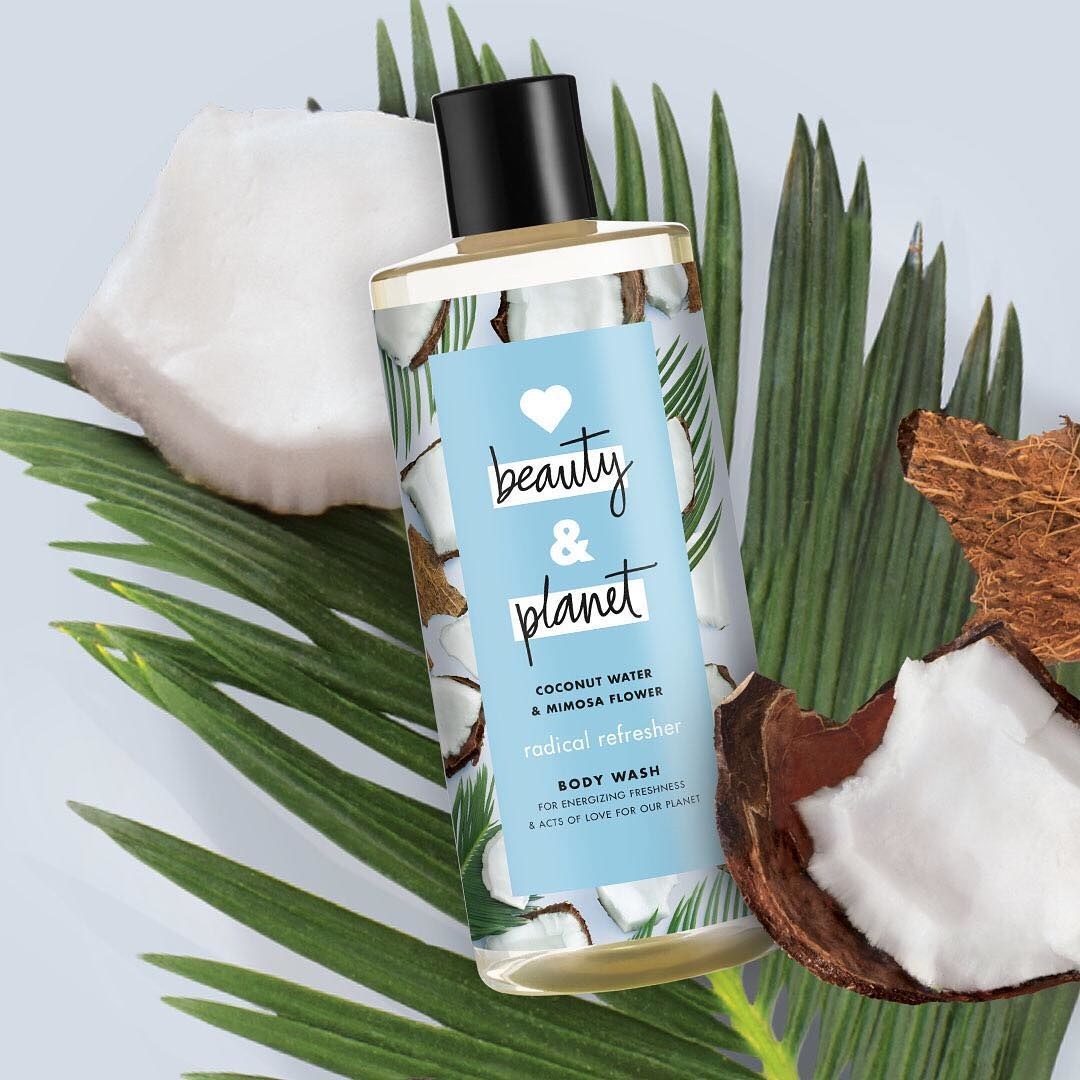 beauty
&
planet
COCONUT WATER
& MIMOSA FLOWER
radical refresher
BODY WASH
FOR ENERGIZING FRESHNESS
& ACTS OF LOVE FOR OUR PLANET